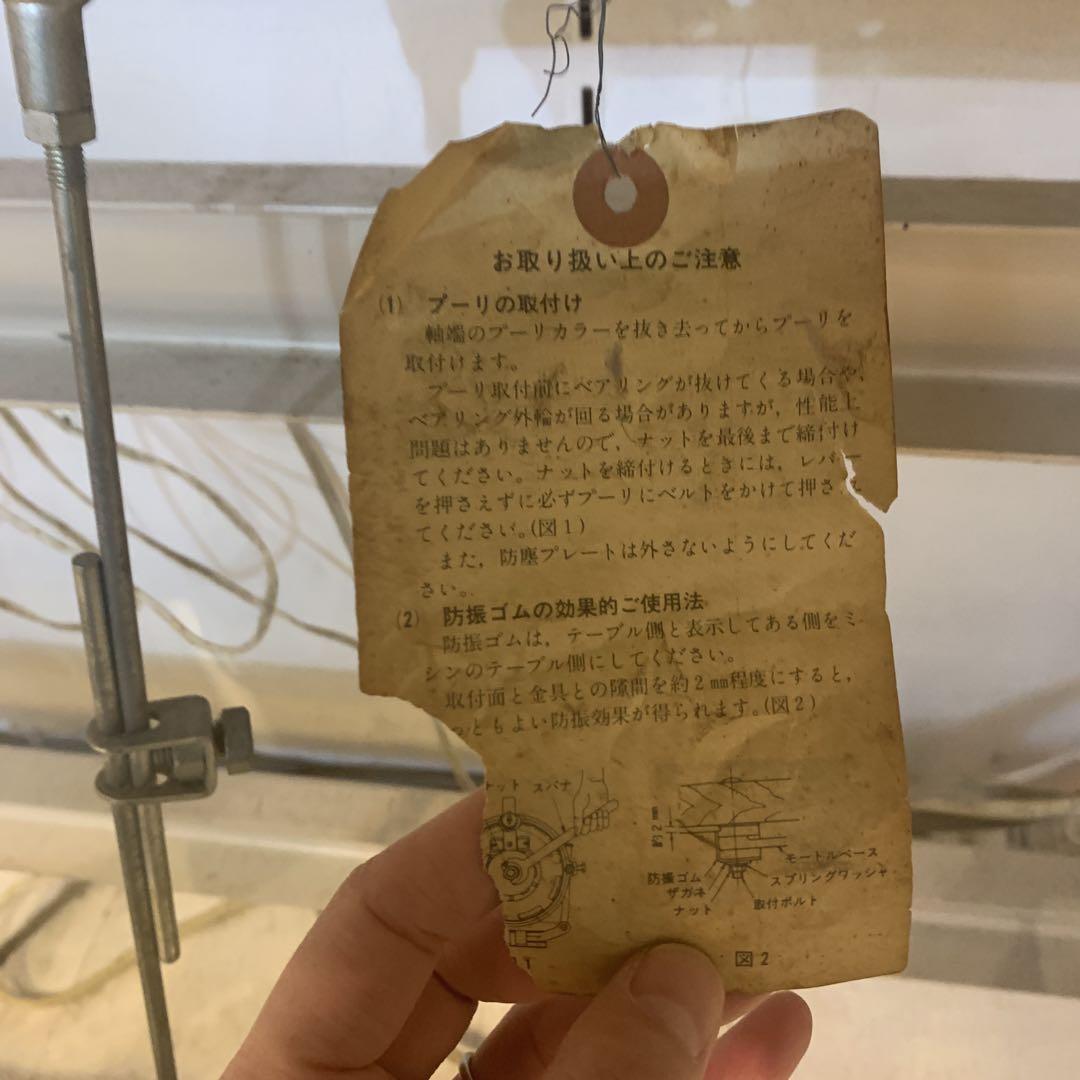 お取り扱い上のご注意
(1) プーリの取付け
軸端のプーリカラーを抜き去ってからプーリを
取付けます。
プーリ取付前にベアリングが抜けてくる場合や、
ベアリング外輪が回る場合がありますが，性能上
問題はありませんので、ナットを最後まで締付け
てください。ナットを締付けるときには，レバー
を押さえずに必ずプーリにベルトをかけて押さえ
てください。(図1)
また，防塵プレートは外さないようにしてくだ
さい。
(2) 防振ゴムの効果的ご使用法
防振ゴムは，テーブル側と表示してある側をミ
シンのテーブル側にしてください。
取付面と金具との隙間を約2㎜程度にすると，
っともよい防振効果が得られます。(図2)
ナット スパナ
約2㎜
モートルベース
防振ゴム
スプリングワッシャ
ザガネ
ナット
取付ボルト
図2